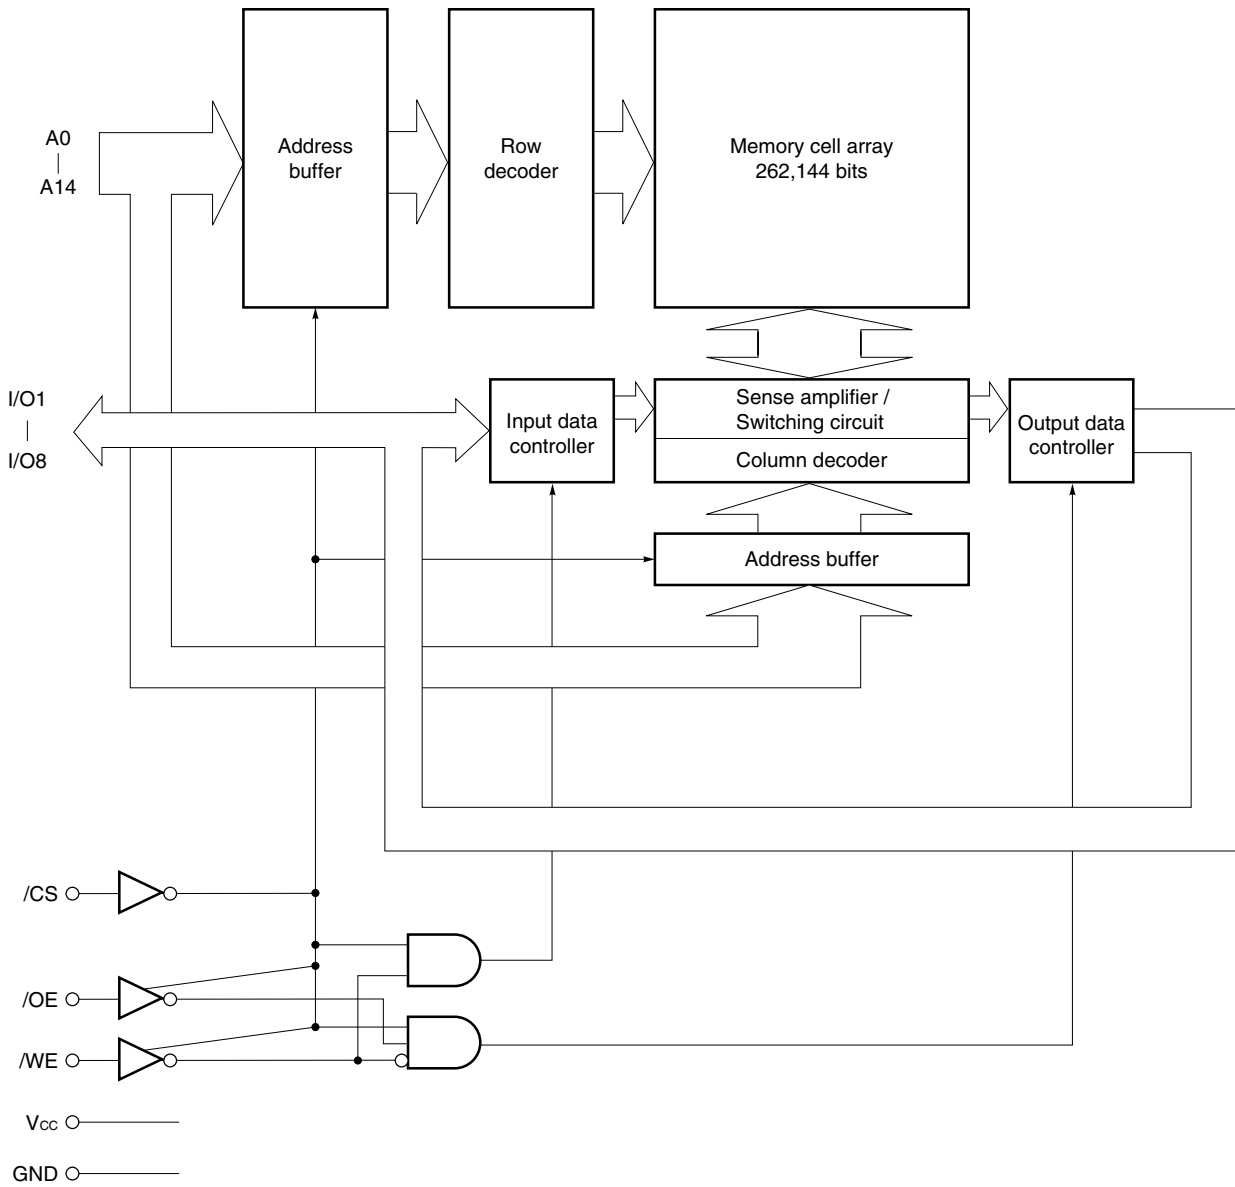 A0
A14
Address
buffer
Row
decoder
Memory cell array
262,144 bits
I/O1
I/O8
Input data
controller
Sense amplifier /
Switching circuit
Column decoder
Output data
controller
Address buffer
/CS
/OE
/WE
VCC
GND